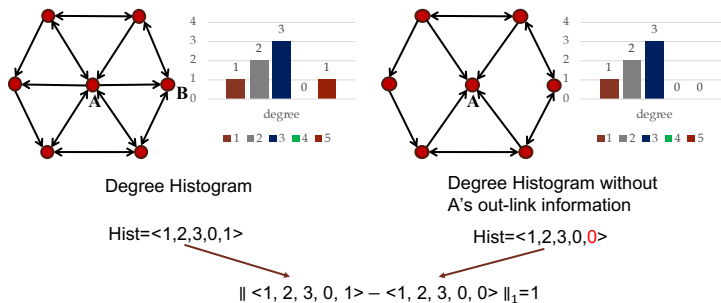 4
3
2
1
0
1
2
3
0
1
degree
1 2 3 4 5
A
B
Degree Histogram
Hist=<1,2,3,0,1>
4
3
2
1
0
1
2
3
0
0
degree
1 2 3 4 5
A
Degree Histogram without
A's out-link information
Hist=<1,2,3,0,0>
‖ <1, 2, 3, 0, 1> – <1, 2, 3, 0, 0> ‖₁=1